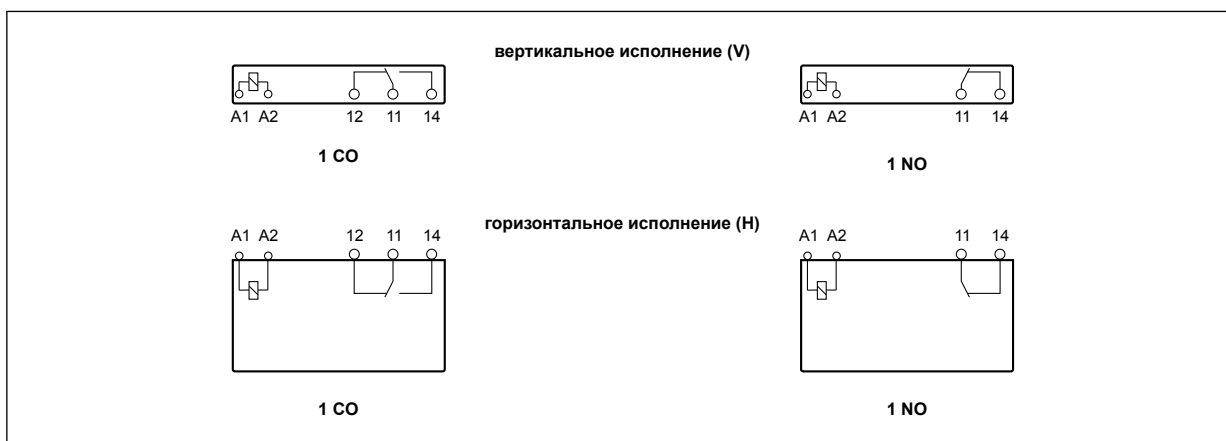 вертикальное исполнение (V)
A1 A2 12 11 14
A1 A2 11 14
1 CO
1 NO
горизонтальное исполнение (H)
A1 A2 12 11 14
A1 A2 11 14
1 CO
1 NO